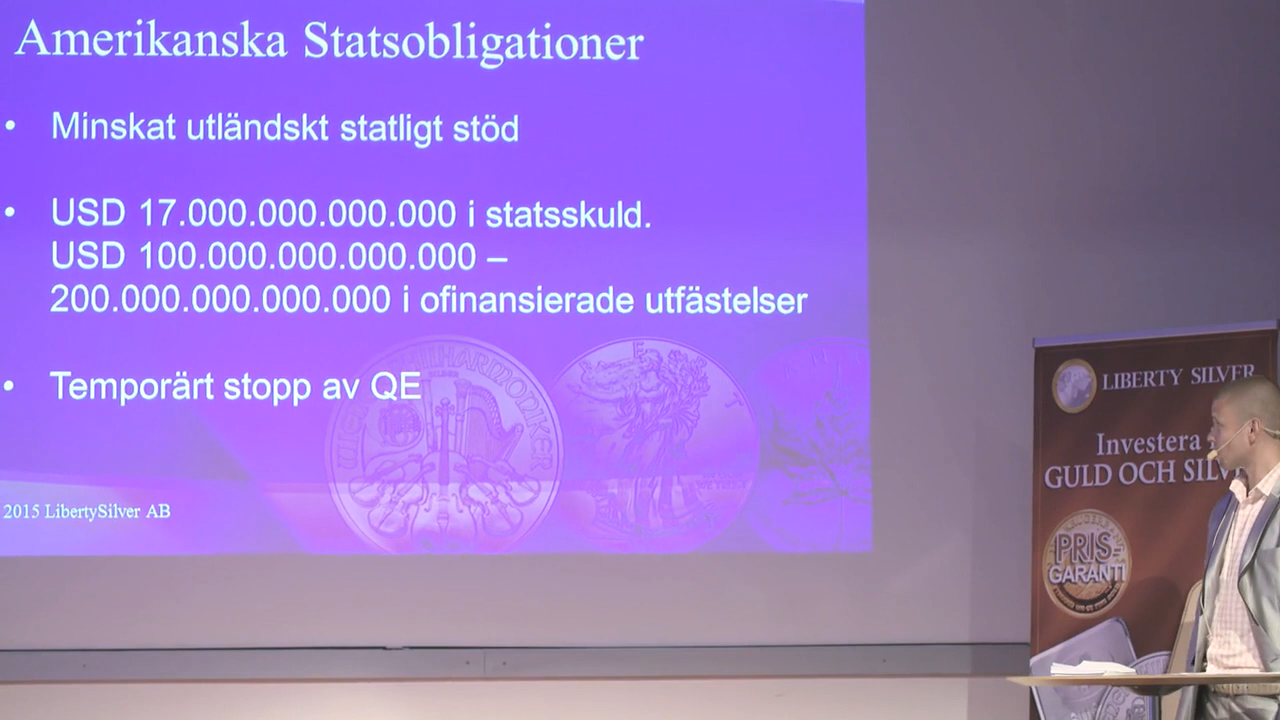 Amerikanska Statsobligationer
• Minskat utländskt statligt stöd
• USD 17.000.000.000.000 i statsskuld.
USD 100.000.000.000.000 –
200.000.000.000.000 i ofinansierade utfästelser
• Temporärt stopp av QE
PHILHARMONIKER
2015 LibertySilver AB
LIBERTY SILVER
Investera
GULD OCH
PRIS-
GARANTI